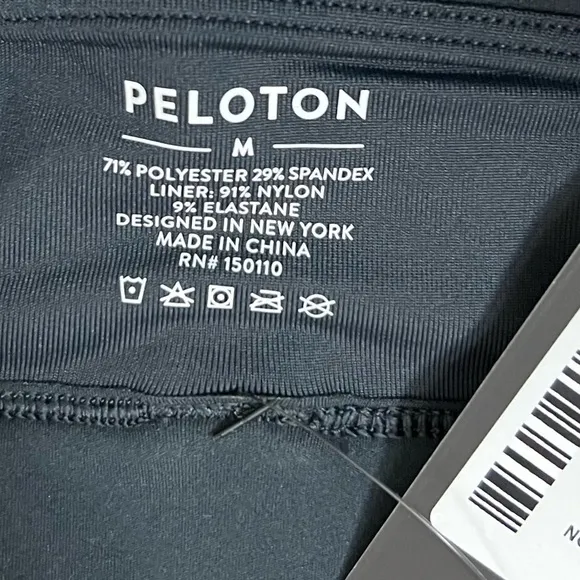 PELOTON
M
71% POLYESTER 29% SPANDEX
LINER: 91% NYLON
9% ELASTANE
DESIGNED IN NEW YORK
MADE IN CHINA
RN# 150110